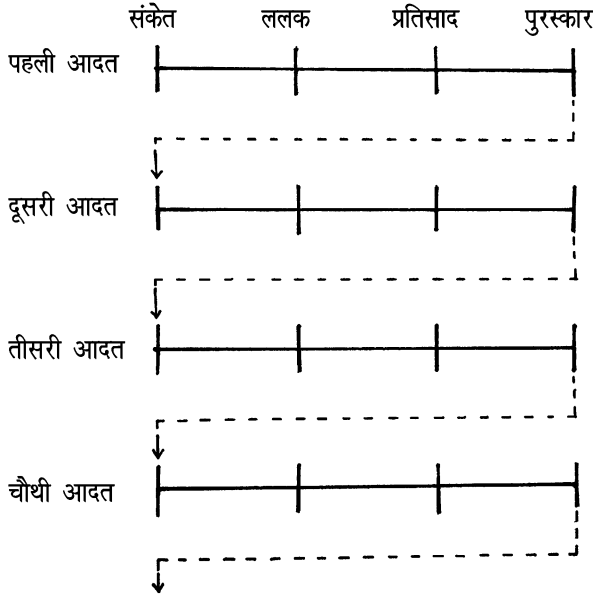 संकेत ललक प्रतिसाद पुरस्कार
पहली आदत
दूसरी आदत
तीसरी आदत
चौथी आदत